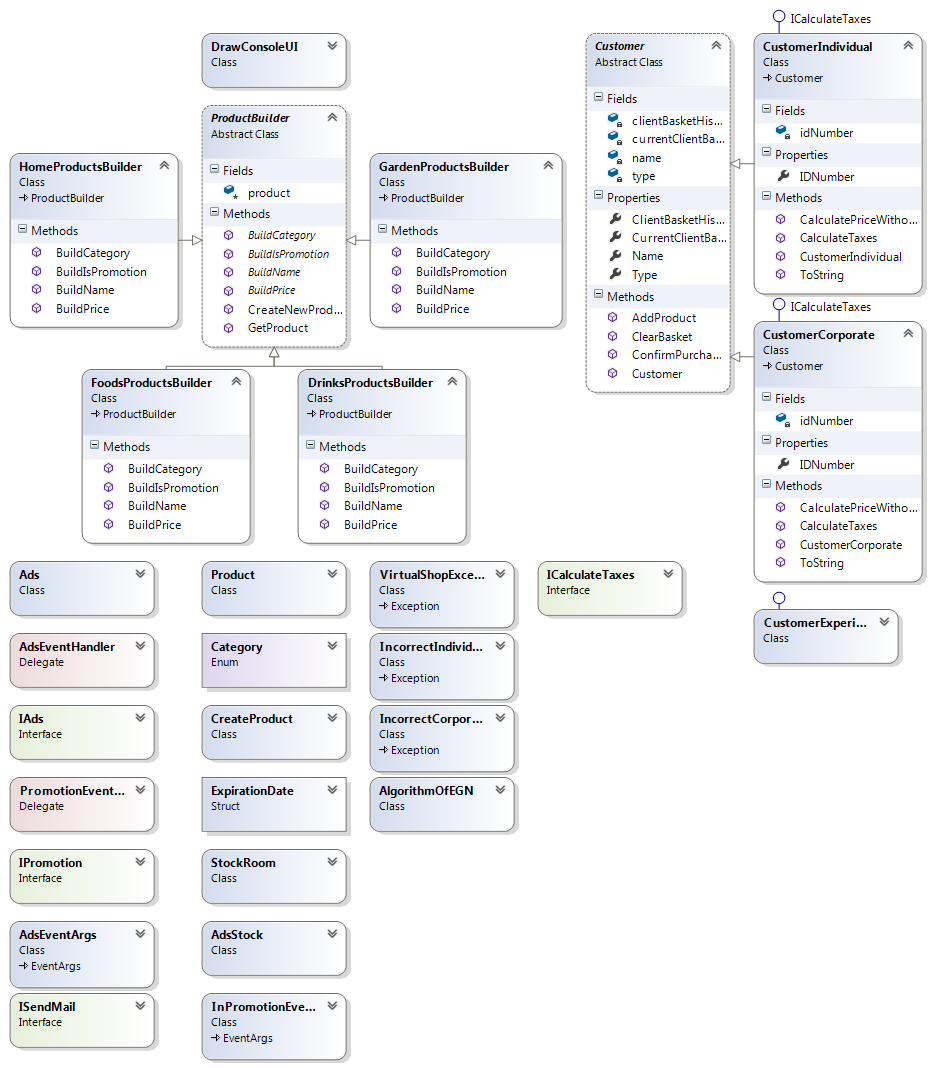 DrawConsoleUI
Class
ProductBuilder
Abstract Class
Fields
product
Methods
BuildCategory
BuildIsPromotion
BuildName
BuildPrice
CreateNewProd...
GetProduct
HomeProductsBuilder
Class
ProductBuilder
Methods
BuildCategory
BuildIsPromotion
BuildName
BuildPrice
GardenProductsBuilder
Class
ProductBuilder
Methods
BuildCategory
BuildIsPromotion
BuildName
BuildPrice
FoodsProductsBuilder
Class
ProductBuilder
Methods
BuildCategory
BuildIsPromotion
BuildName
BuildPrice
DrinksProductsBuilder
Class
ProductBuilder
Methods
BuildCategory
BuildIsPromotion
BuildName
BuildPrice
Customer
Abstract Class
Fields
clientBasketHis...
currentClientBa...
name
type
Properties
ClientBasketHis...
CurrentClientBa...
Name
Type
Methods
AddProduct
ClearBasket
ConfirmPurcha...
Customer
ICalculateTaxes
CustomerIndividual
Class
Customer
Fields
idNumber
Properties
IDNumber
Methods
CalculatePriceWitho...
CalculateTaxes
CustomerIndividual
ToString
ICalculateTaxes
CustomerCorporate
Class
Customer
Fields
idNumber
Properties
IDNumber
Methods
CalculatePriceWitho...
CalculateTaxes
CustomerCorporate
ToString
CustomerExperi...
Class
Ads
Class
AdsEventHandler
Delegate
IAds
Interface
PromotionEvent...
Delegate
IPromotion
Interface
AdsEventArgs
Class
EventArgs
ISendMail
Interface
Product
Class
Category
Enum
CreateProduct
Class
ExpirationDate
Struct
StockRoom
Class
AdsStock
Class
InPromotionEve...
Class
EventArgs
VirtualShopExce...
Class
Exception
IncorrectIndivid...
Class
Exception
IncorrectCorpor...
Class
Exception
AlgorithmOfEGN
Class
ICalculateTaxes
Interface